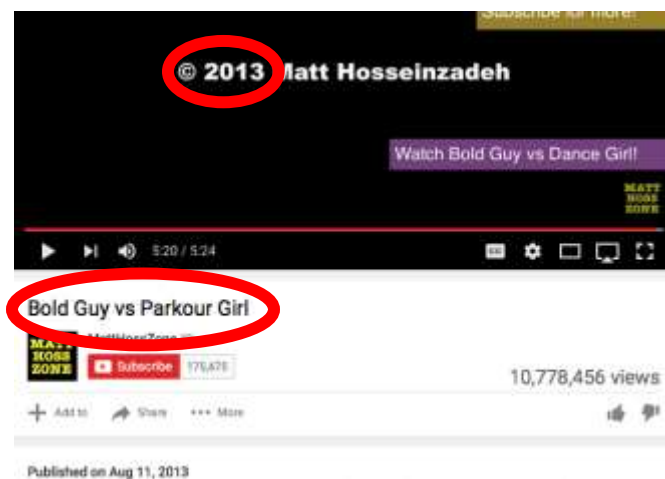 Subscribe for more!
© 2013 Matt Hosseinzadeh
Watch Bold Guy vs Dance Girl!
MATT
HOSS
ZONE
5:20 / 5:24
CC
Bold Guy vs Parkour Girl
MattHossZone
MATT
HOSS
ZONE
Subscribe
10,778,456 views
Add to
Share
More
Published on Aug 11, 2013